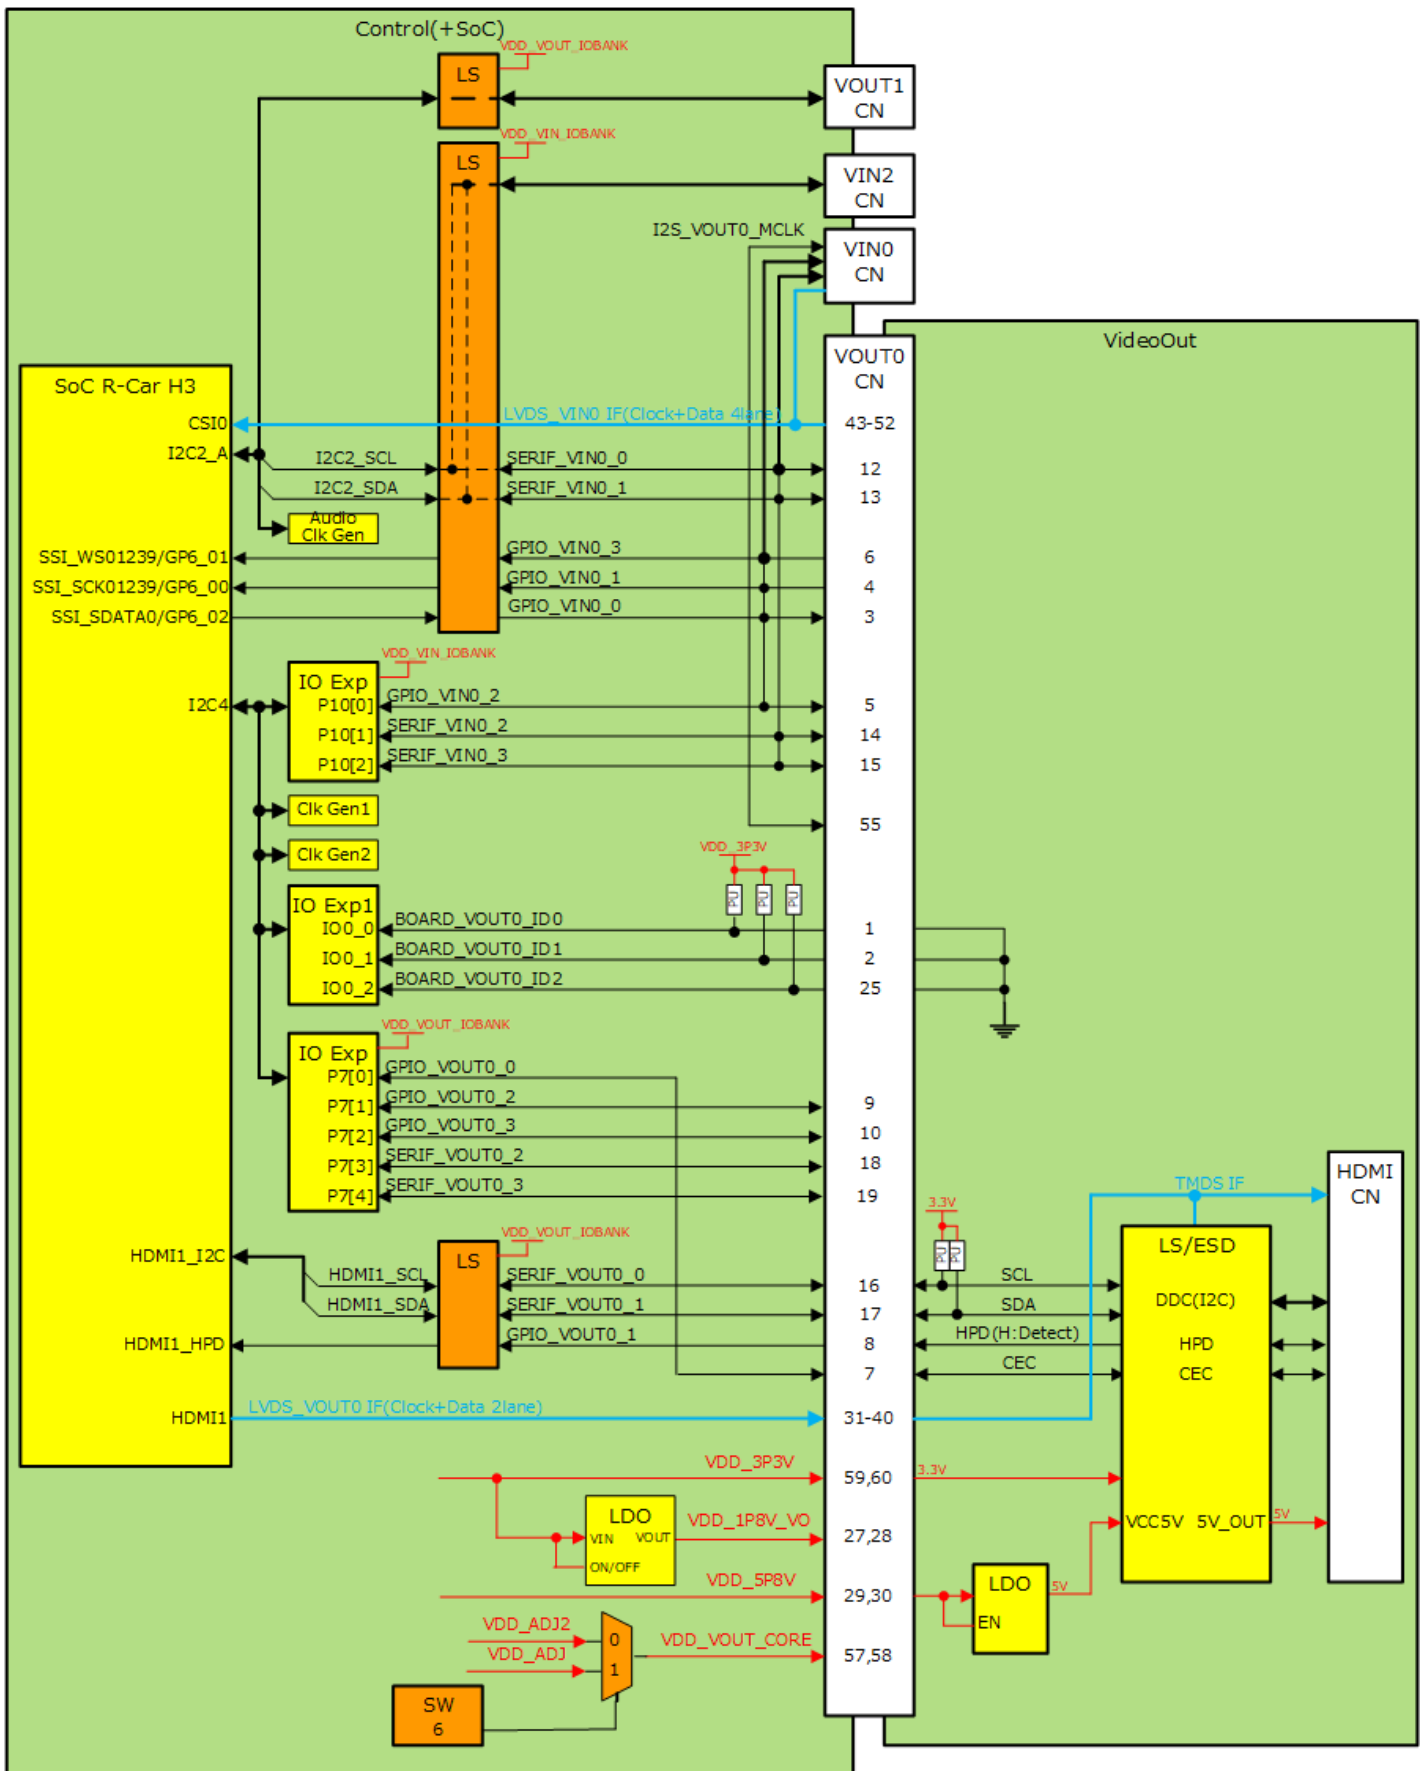 Control(+SoC)
VDD_VOUT_IOBANK
LS
VOUT1
CN
VDD_VIN_IOBANK
LS
VIN2
CN
I2S_VOUT0_MCLK
VIN0
CN
VideoOut
VOUT0
CN
SoC R-Car H3
CSI0
LVDS_VIN0 IF(Clock+Data 4lane)
43-52
I2C2_A
I2C2_SCL
SERIF_VIN0_0
12
I2C2_SDA
SERIF_VIN0_1
13
Audio
Clk Gen
SSI_WS01239/GP6_01
GPIO_VIN0_3
6
SSI_SCK01239/GP6_00
GPIO_VIN0_1
4
SSI_SDATA0/GP6_02
GPIO_VIN0_0
3
VDD_VIN_IOBANK
IO Exp
I2C4
P10[0]
GPIO_VIN0_2
5
P10[1]
SERIF_VIN0_2
14
P10[2]
SERIF_VIN0_3
15
Clk Gen1
55
Clk Gen2
VDD_3P3V
PU
PU
PU
IO Exp1
IO0_0
BOARD_VOUT0_ID0
1
IO0_1
BOARD_VOUT0_ID1
2
IO0_2
BOARD_VOUT0_ID2
25
VDD_VOUT_IOBANK
IO Exp
P7[0]
GPIO_VOUT0_0
P7[1]
GPIO_VOUT0_2
9
P7[2]
GPIO_VOUT0_3
10
P7[3]
SERIF_VOUT0_2
18
P7[4]
SERIF_VOUT0_3
19
HDMI
CN
TMDS IF
3.3V
PU
PU
VDD_VOUT_IOBANK
LS
LS/ESD
HDMI1_I2C
HDMI1_SCL
SERIF_VOUT0_0
16
SCL
DDC(I2C)
HDMI1_SDA
SERIF_VOUT0_1
17
SDA
HDMI1_HPD
GPIO_VOUT0_1
8
HPD(H:Detect)
HPD
7
CEC
CEC
HDMI1
LVDS_VOUT0 IF(Clock+Data 2lane)
31-40
VDD_3P3V
59,60
3.3V
LDO
VIN
VOUT
ON/OFF
VDD_1P8V_VO
27,28
VCC5V
5V_OUT
5V
VDD_5P8V
29,30
LDO
EN
5V
VDD_ADJ2
0
VDD_ADJ
1
VDD_VOUT_CORE
57,58
SW
6